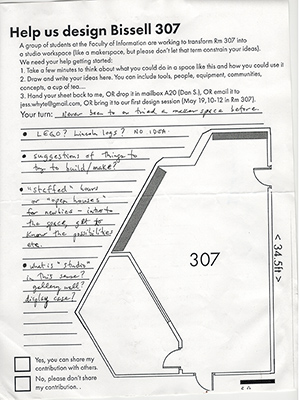 Help us design Bissell 307
A group of students at the Faculty of Information are working to transform Rm 307 into
a studio workspace (like a makerspace, but please don't let that term constrain your ideas).
We need your help getting started:
1. Take a few minutes to think about what you could do in a space like this and how you could use it
2. Draw and write your ideas here. You can include tools, people, equipment, communities,
concepts, a cup of tea....
3. Hand your sheet back to me, OR drop it in mailbox A20 (Dan S.), OR email it to
jess.whyte@gmail.com, OR bring it to our first design session (May 19, 10-12 in Rm 307).
Your turn: Never been to or tried a maker space before.
• LEGO? Lincoln logs? NO IDEA.
• suggestions of things to
try to build/make?
• "staffed" hours
or "open houses"
for newbies - intro to
the space, get to
know the possibilities
etc.
• what is "studio"
in this sense?
gallery wall?
display case?
307
< 34.5ft >
Yes, you can share my
contribution with others.
No, please don't share
my contribution. .